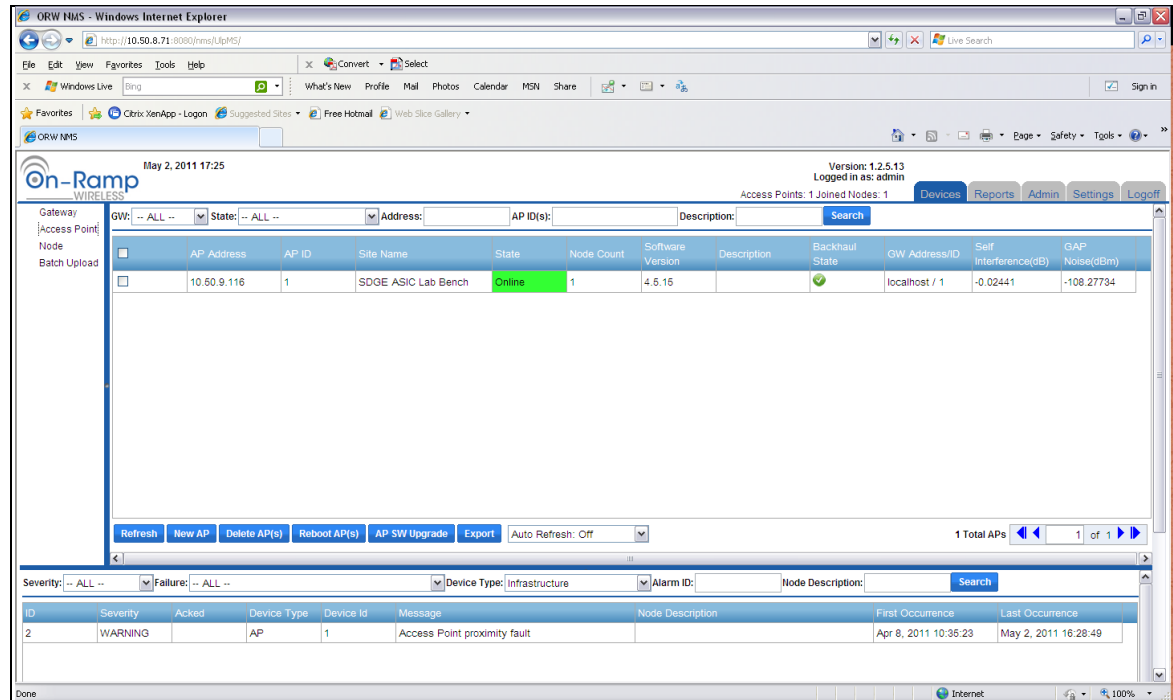 ORW NMS - Windows Internet Explorer
http://10.50.8.71:8080/nms/UlpMS/
Live Search
File Edit View Favorites Tools Help
x Convert Select
x Windows Live Bing What's New Profile Mail Photos Calendar MSN Share Sign in
Favorites Citrix XenApp - Logon Suggested Sites Free Hotmail Web Slice Gallery
ORW NMS Page Safety Tools »
On-Ramp WIRELESS
May 2, 2011 17:25
Version: 1.2.5.13
Logged in as: admin
Access Points: 1 Joined Nodes: 1
Devices Reports Admin Settings Logoff
Gateway
Access Point
Node
Batch Upload
GW: -- ALL -- State: -- ALL -- Address: AP ID(s): Description: Search
AP Address AP ID Site Name State Node Count Software Version Description Backhaul State GW Address/ID Self Interference(dB) GAP Noise(dBm)
10.50.9.116 1 SDGE ASIC Lab Bench Online 1 4.5.15 localhost / 1 -0.02441 -108.27734
Refresh New AP Delete AP(s) Reboot AP(s) AP SW Upgrade Export Auto Refresh: Off 1 Total APs 1 of 1
Severity: -- ALL -- Failure: -- ALL -- Device Type: Infrastructure Alarm ID: Node Description: Search
ID Severity Acked Device Type Device Id Message Node Description First Occurrence Last Occurrence
2 WARNING AP 1 Access Point proximity fault Apr 8, 2011 10:35:23 May 2, 2011 16:28:49
Done Internet 100%